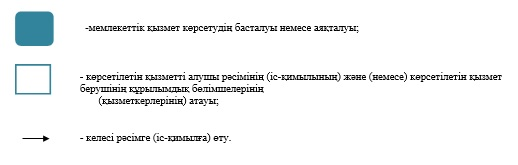 -мемлекеттік қызмет көрсетудің басталуы немесе аяқталуы;
- көрсетілетін қызметті алушы рәсімінің (іс-қимылының) және (немесе) көрсетілетін қызмет
берушінің құрылымдық бөлімшелерінің
(қызметкерлерінің) атауы;
- келесі рәсімге (іс-қимылға) өту.